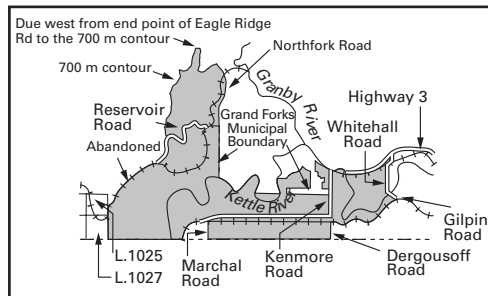 Due west from end point of Eagle Ridge
Rd to the 700 m contour
Northfork Road
700 m contour
Granby River
Reservoir
Road
Grand Forks
Municipal
Boundary
Highway 3
Whitehall
Road
Abandoned
Kettle River
Gilpin
Road
L.1025
L.1027
Marchal
Road
Kenmore
Road
Dergousoff
Road